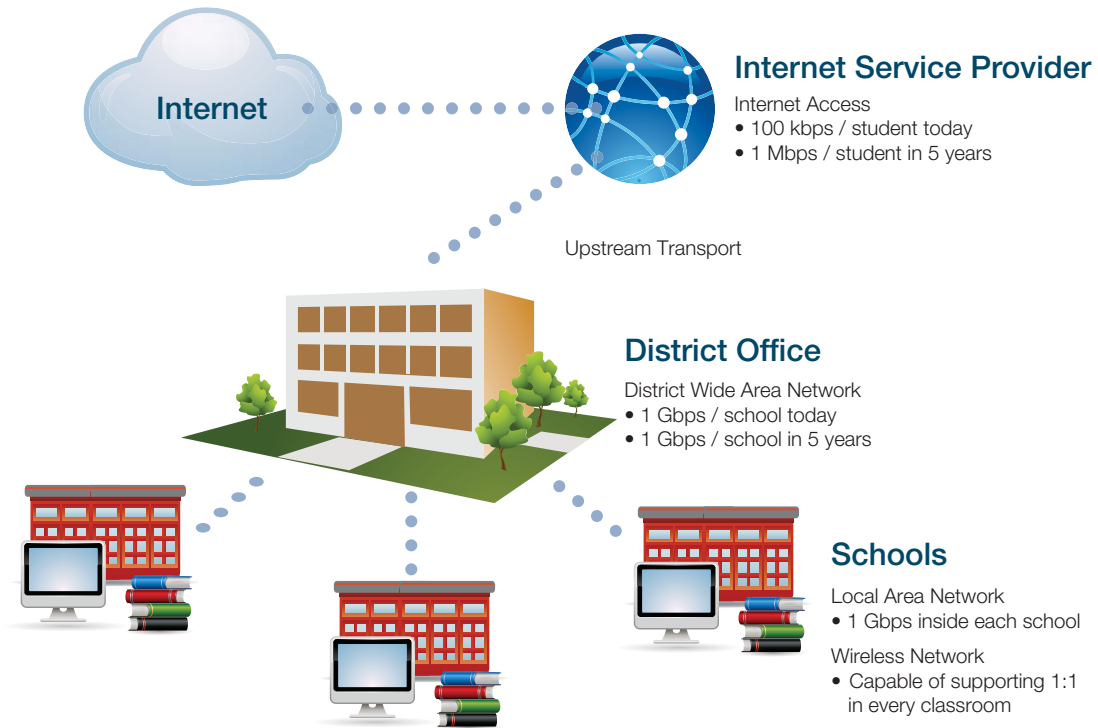 Internet
Internet Service Provider
Internet Access
• 100 kbps / student today
• 1 Mbps / student in 5 years
Upstream Transport
District Office
District Wide Area Network
• 1 Gbps / school today
• 1 Gbps / school in 5 years
Schools
Local Area Network
• 1 Gbps inside each school
Wireless Network
• Capable of supporting 1:1
in every classroom